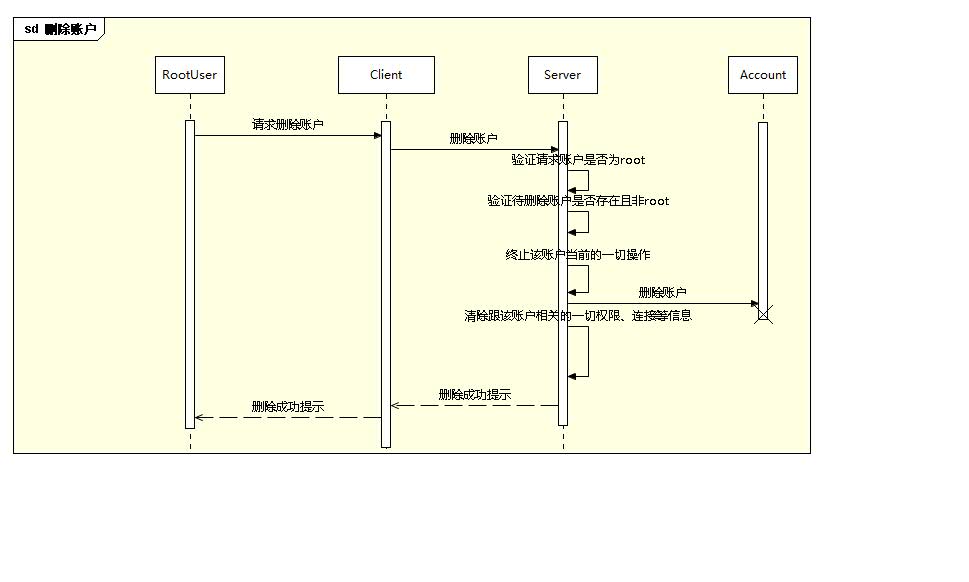 sd 删除账户
RootUser
Client
Server
Account
请求删除账户
删除账户
验证请求账户是否为root
验证待删除账户是否存在且非root
终止该账户当前的一切操作
删除账户
清除跟该账户相关的一切权限、连接等信息
删除成功提示
删除成功提示